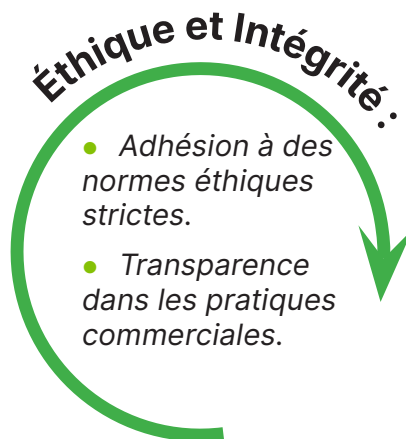 Éthique et Intégrité :
● Adhésion à des
normes éthiques
strictes.
● Transparence
dans les pratiques
commerciales.